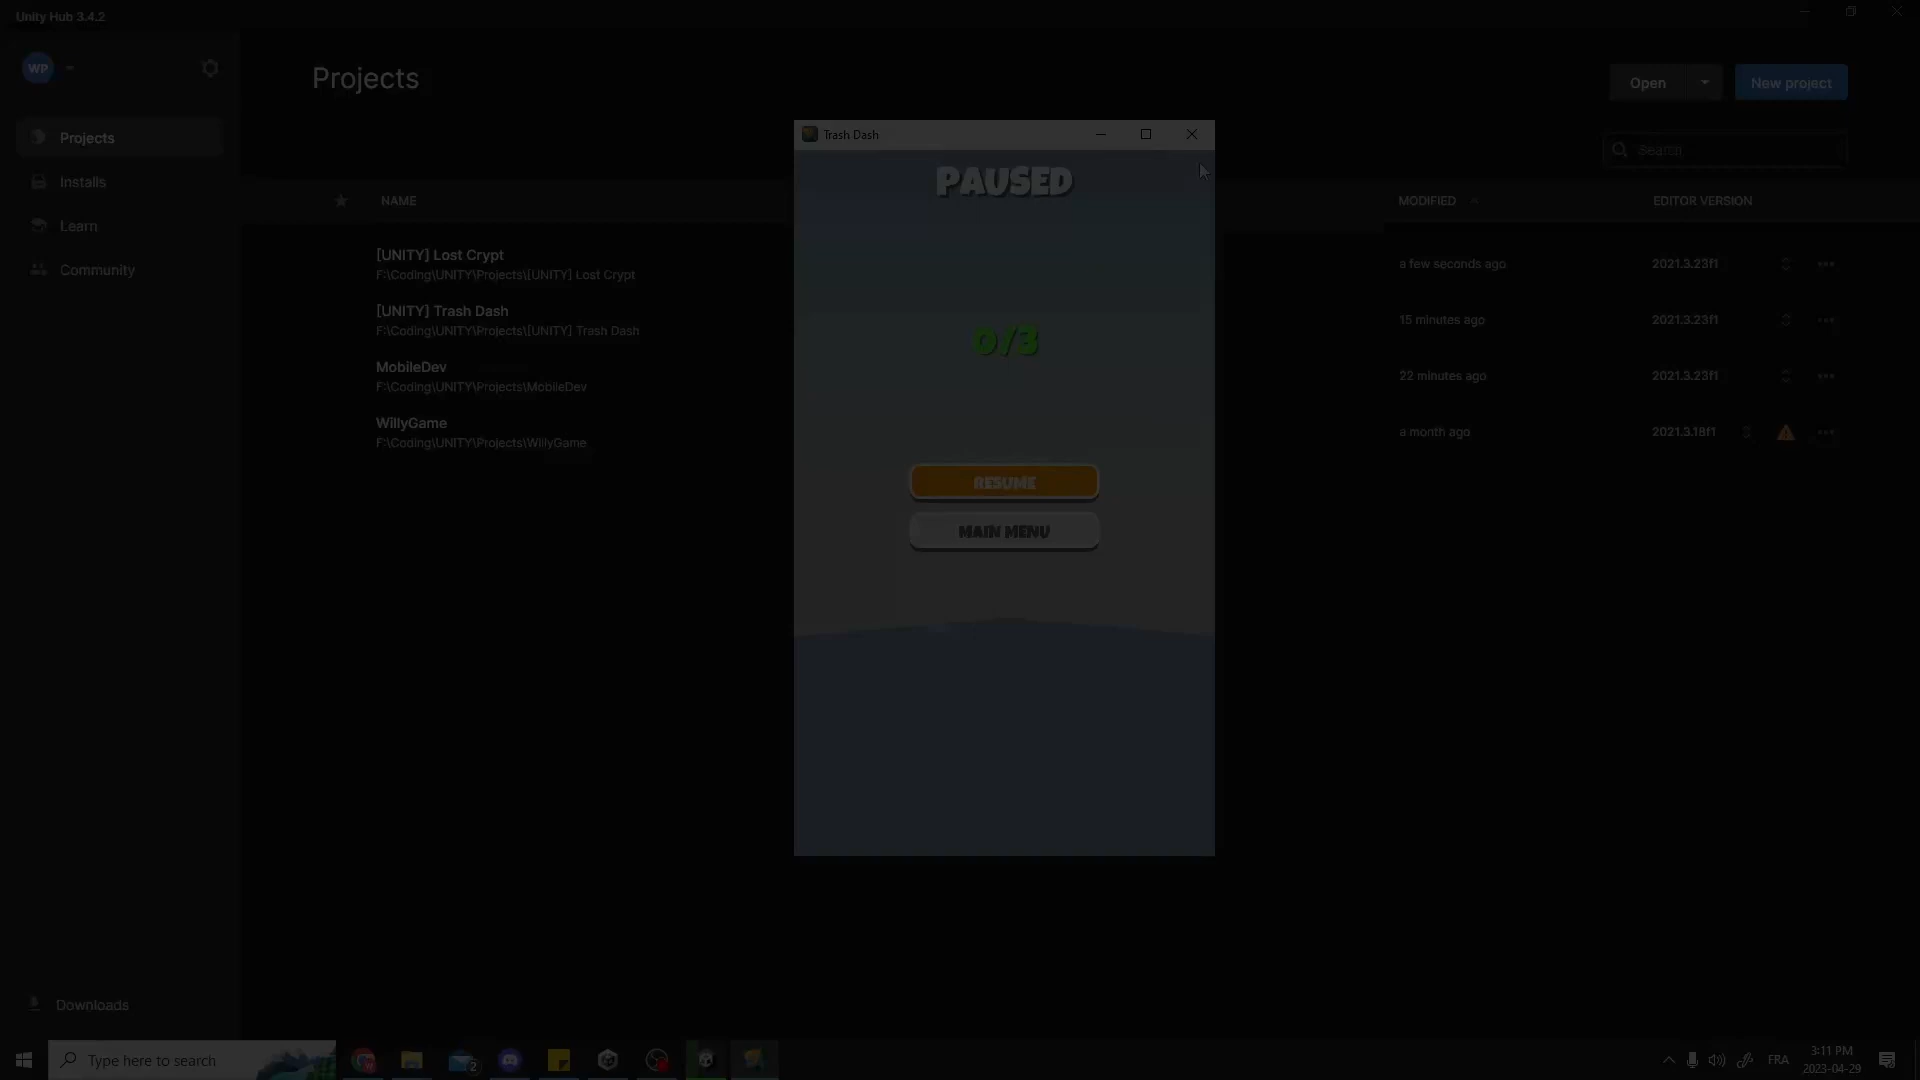 Unity Hub 3.4.2
WP
Projects
Open
New project
Projects
Installs
Learn
Community
Search
NAME
MODIFIED
EDITOR VERSION
[UNITY] Lost Crypt
F:\Coding\UNITY\Projects\[UNITY] Lost Crypt
a few seconds ago
2021.3.23f1
[UNITY] Trash Dash
F:\Coding\UNITY\Projects\[UNITY] Trash Dash
15 minutes ago
2021.3.23f1
MobileDev
F:\Coding\UNITY\Projects\MobileDev
22 minutes ago
2021.3.23f1
WillyGame
F:\Coding\UNITY\Projects\WillyGame
a month ago
2021.3.18f1
Trash Dash
PAUSED
0/3
RESUME
MAIN MENU
Downloads
Type here to search
2
FRA
3:11 PM
2023-04-29